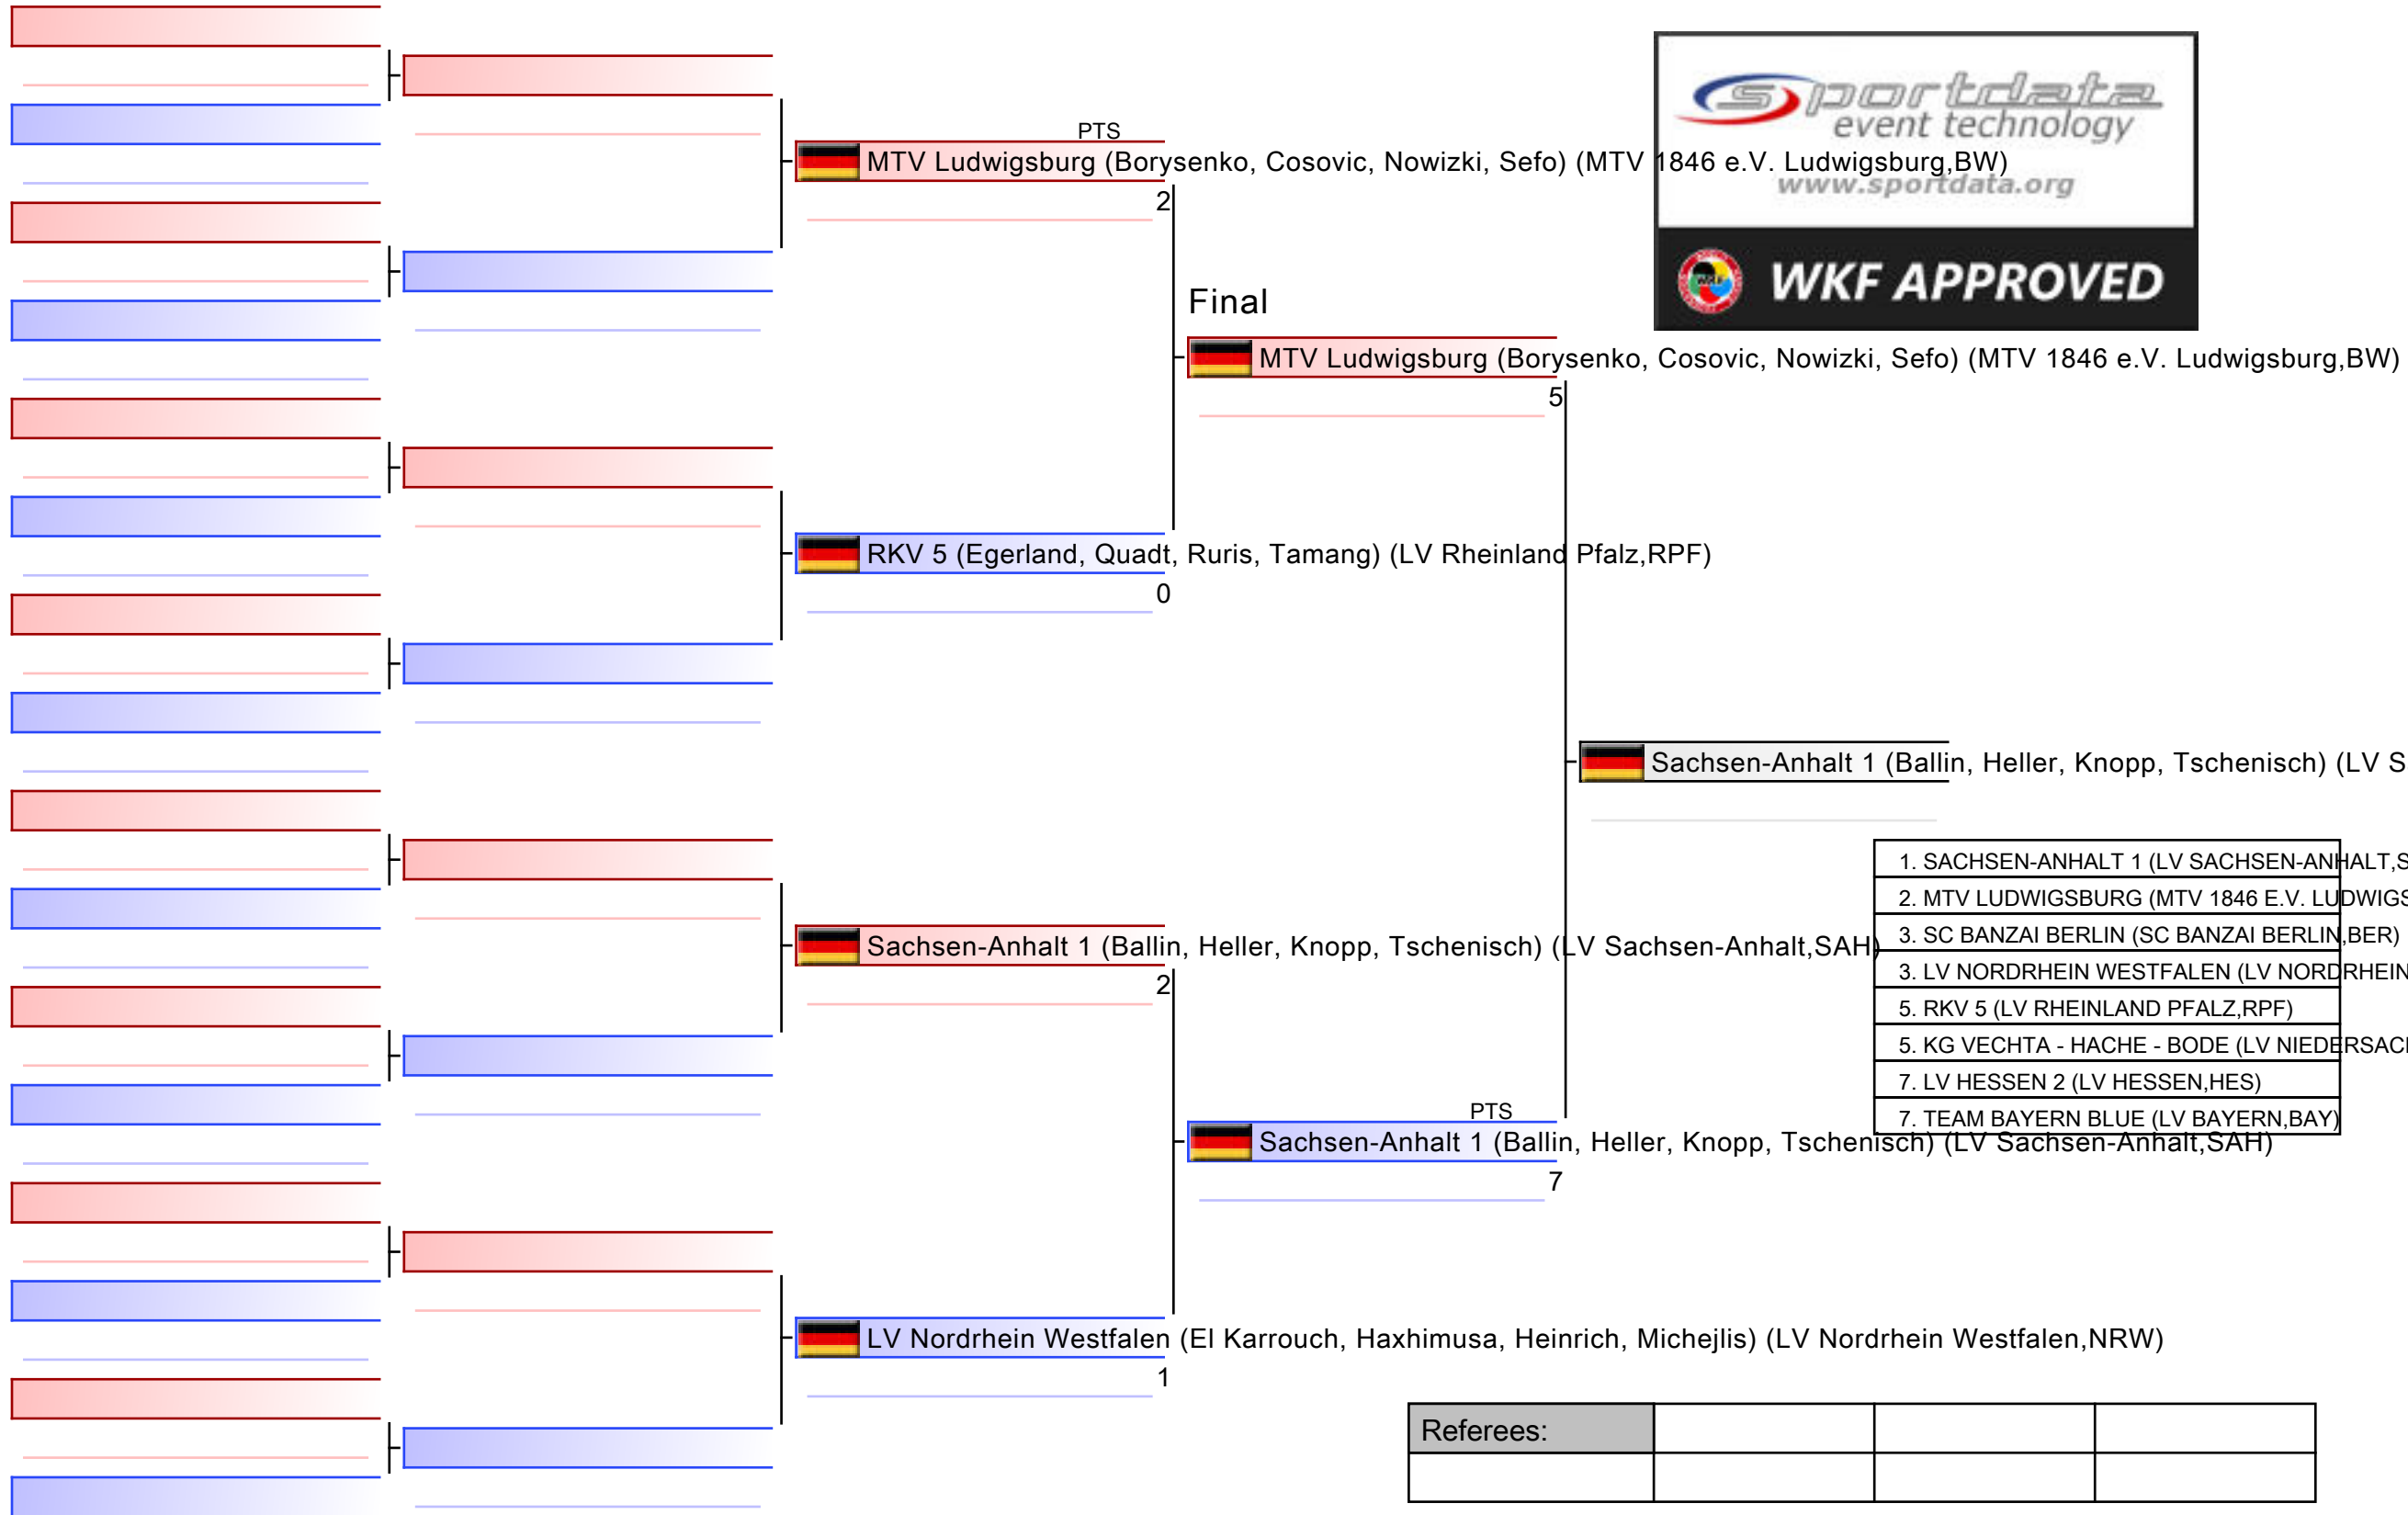 sportdata
event technology
www.sportdata.org
WKF APPROVED
PTS
MTV Ludwigsburg (Borysenko, Cosovic, Nowizki, Sefo) (MTV 1846 e.V. Ludwigsburg,BW)
2
Final
MTV Ludwigsburg (Borysenko, Cosovic, Nowizki, Sefo) (MTV 1846 e.V. Ludwigsburg,BW)
5
RKV 5 (Egerland, Quadt, Ruris, Tamang) (LV Rheinland Pfalz,RPF)
0
Sachsen-Anhalt 1 (Ballin, Heller, Knopp, Tschenisch) (LV S
1. SACHSEN-ANHALT 1 (LV SACHSEN-ANHALT,S
2. MTV LUDWIGSBURG (MTV 1846 E.V. LUDWIGS
3. SC BANZAI BERLIN (SC BANZAI BERLIN,BER)
3. LV NORDRHEIN WESTFALEN (LV NORDRHEIN
5. RKV 5 (LV RHEINLAND PFALZ,RPF)
5. KG VECHTA - HACHE - BODE (LV NIEDERSACH
7. LV HESSEN 2 (LV HESSEN,HES)
7. TEAM BAYERN BLUE (LV BAYERN,BAY)
Sachsen-Anhalt 1 (Ballin, Heller, Knopp, Tschenisch) (LV Sachsen-Anhalt,SAH)
2
PTS
Sachsen-Anhalt 1 (Ballin, Heller, Knopp, Tschenisch) (LV Sachsen-Anhalt,SAH)
7
LV Nordrhein Westfalen (El Karrouch, Haxhimusa, Heinrich, Michejlis) (LV Nordrhein Westfalen,NRW)
1
Referees: